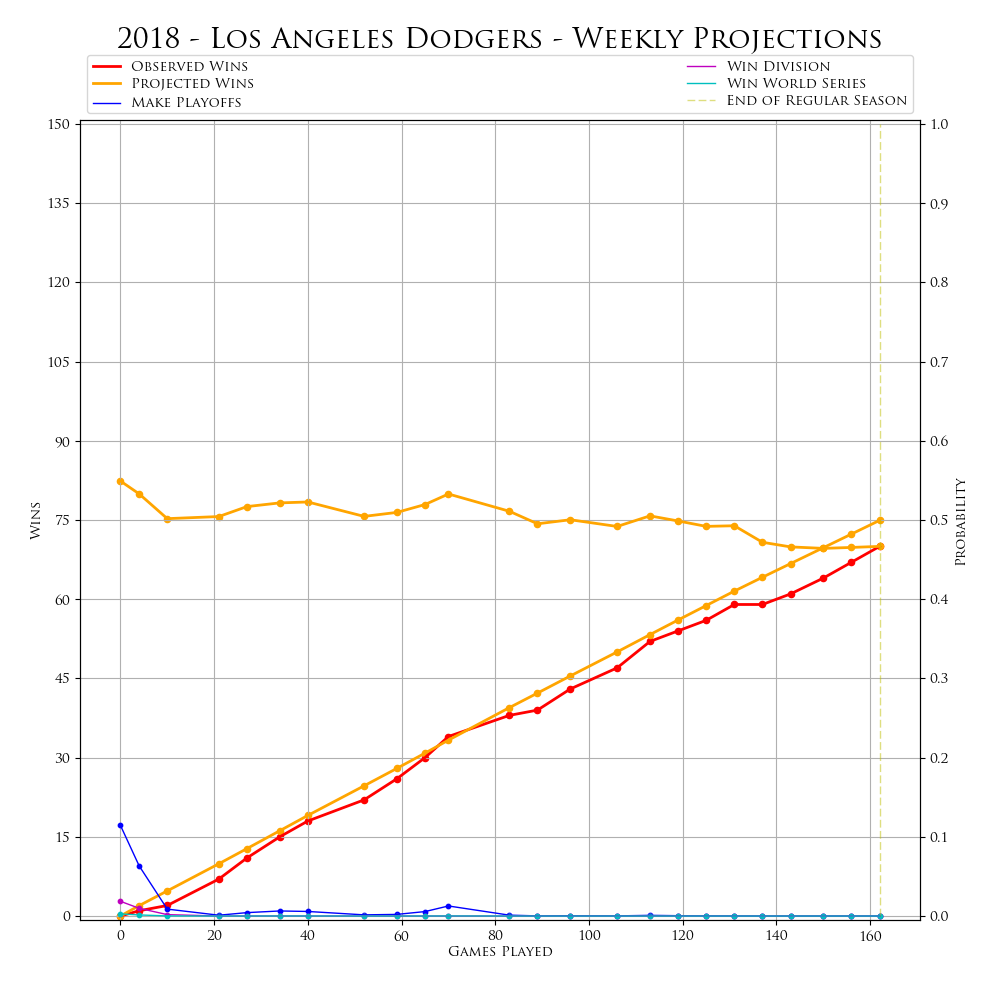 2018 - Los Angeles Dodgers - Weekly Projections
Observed Wins
Projected Wins
Make Playoffs
Win Division
Win World Series
End of Regular Season
150
135
120
105
90
75
60
45
30
15
0
Wins
1.0
0.9
0.8
0.7
0.6
0.5
0.4
0.3
0.2
0.1
0.0
Probability
0 20 40 60 80 100 120 140 160
Games Played